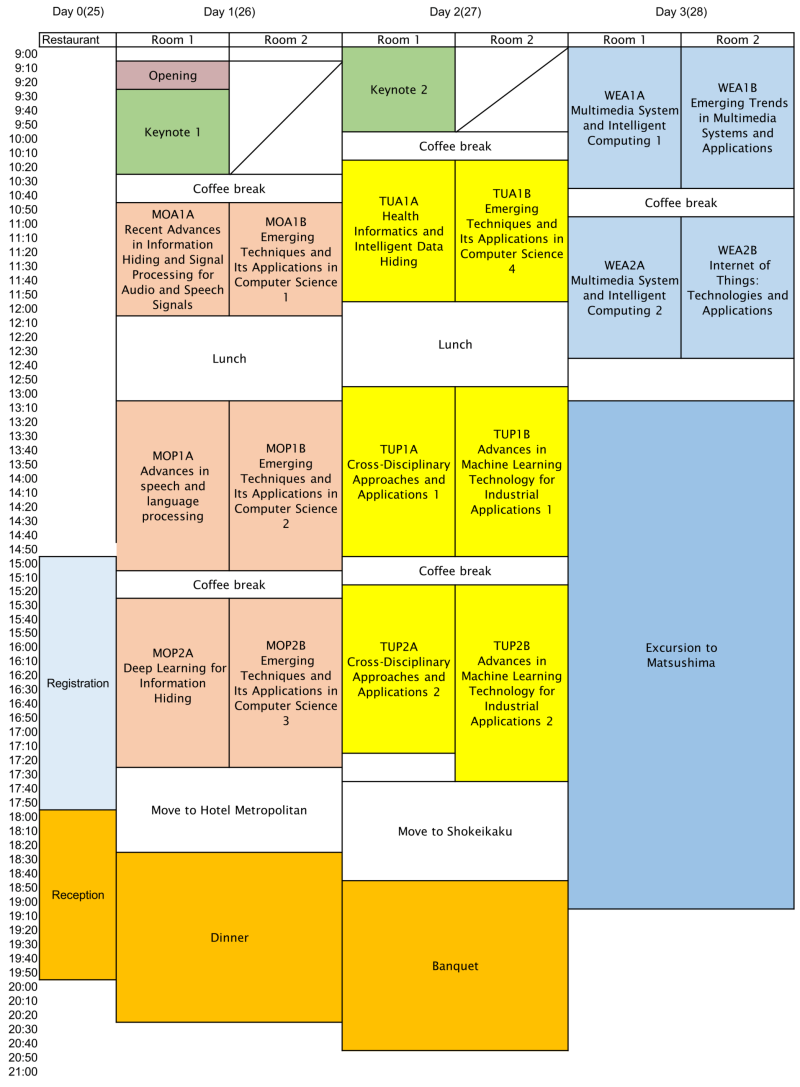 Day 0(25)
Day 1(26)
Day 2(27)
Day 3(28)
Restaurant
Room 1
Room 2
Room 1
Room 2
Room 1
Room 2
9:00
9:10
9:20
9:30
9:40
9:50
10:00
10:10
10:20
10:30
10:40
10:50
11:00
11:10
11:20
11:30
11:40
11:50
12:00
12:10
12:20
12:30
12:40
12:50
13:00
13:10
13:20
13:30
13:40
13:50
14:00
14:10
14:20
14:30
14:40
14:50
15:00
15:10
15:20
15:30
15:40
15:50
16:00
16:10
16:20
16:30
16:40
16:50
17:00
17:10
17:20
17:30
17:40
17:50
18:00
18:10
18:20
18:30
18:40
18:50
19:00
19:10
19:20
19:30
19:40
19:50
20:00
20:10
20:20
20:30
20:40
20:50
21:00
Registration
Reception
Opening
Keynote 1
Coffee break
MOA1A
Recent Advances
in Information
Hiding and Signal
Processing for
Audio and Speech
Signals
MOA1B
Emerging
Techniques and
Its Applications in
Computer Science
1
Lunch
MOP1A
Advances in
speech and
language
processing
MOP1B
Emerging
Techniques and
Its Applications in
Computer Science
2
Coffee break
MOP2A
Deep Learning for
Information
Hiding
MOP2B
Emerging
Techniques and
Its Applications in
Computer Science
3
Move to Hotel Metropolitan
Dinner
Keynote 2
Coffee break
TUA1A
Health
Informatics and
Intelligent Data
Hiding
TUA1B
Emerging
Techniques and
Its Applications in
Computer Science
4
Lunch
TUP1A
Cross-Disciplinary
Approaches and
Applications 1
TUP1B
Advances in
Machine Learning
Technology for
Industrial
Applications 1
Coffee break
TUP2A
Cross-Disciplinary
Approaches and
Applications 2
TUP2B
Advances in
Machine Learning
Technology for
Industrial
Applications 2
Move to Shokeikaku
Banquet
WEA1A
Multimedia System
and Intelligent
Computing 1
WEA1B
Emerging Trends
in Multimedia
Systems and
Applications
Coffee break
WEA2A
Multimedia System
and Intelligent
Computing 2
WEA2B
Internet of
Things:
Technologies and
Applications
Excursion to
Matsushima